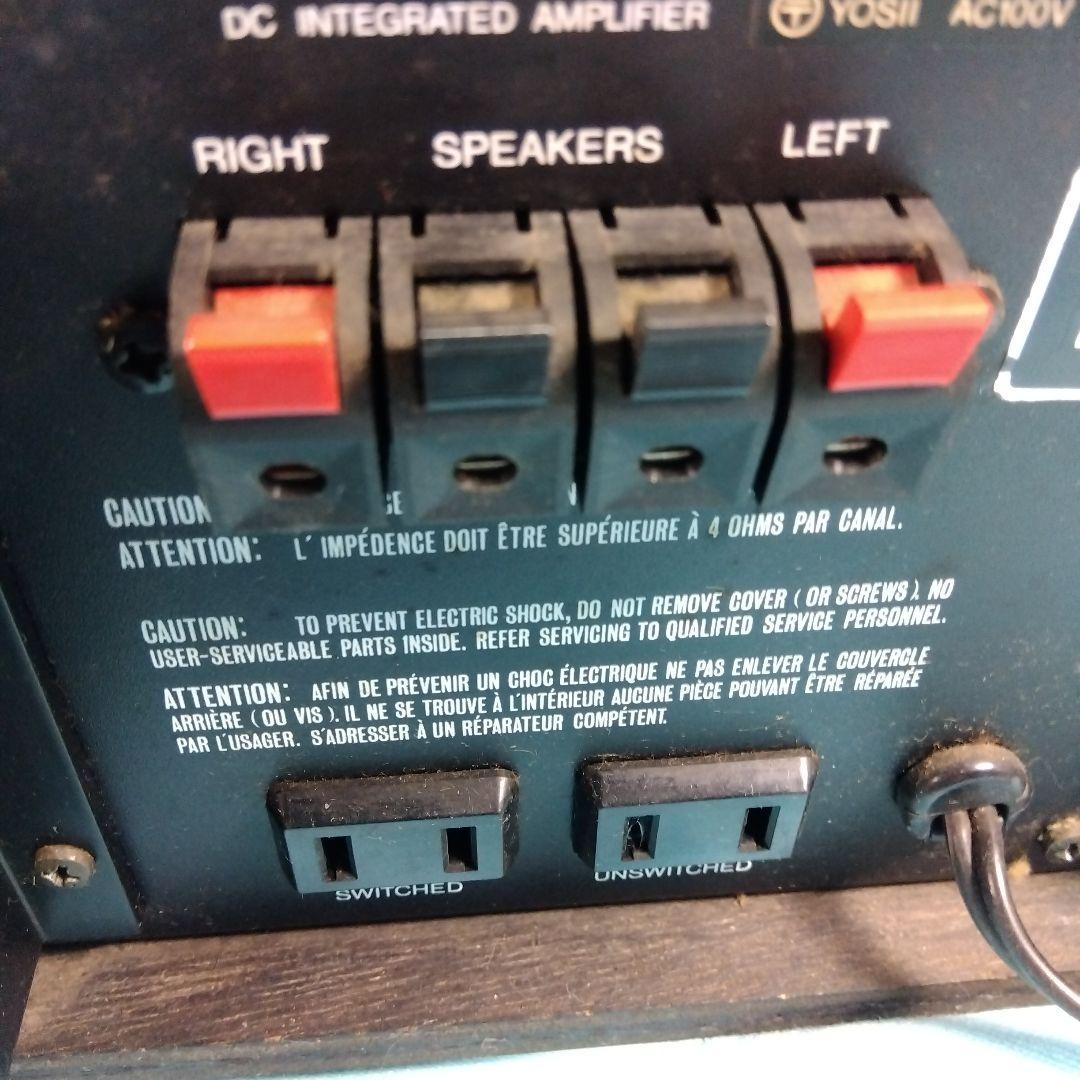 DC INTEGRATED AMPLIFIER
YOSII AC100V
RIGHT SPEAKERS LEFT
CAUTION
ATTENTION: L' IMPÉDENCE DOIT ÊTRE SUPÉRIEURE À 4 OHMS PAR CANAL.
CAUTION: TO PREVENT ELECTRIC SHOCK, DO NOT REMOVE COVER (OR SCREWS). NO
USER-SERVICEABLE PARTS INSIDE. REFER SERVICING TO QUALIFIED SERVICE PERSONNEL.
ATTENTION: AFIN DE PRÉVENIR UN CHOC ÉLECTRIQUE NE PAS ENLEVER LE COUVERCLE
ARRIÈRE (OU VIS). IL NE SE TROUVE À L'INTÉRIEUR AUCUNE PIÈCE POUVANT ÊTRE RÉPARÉE
PAR L'USAGER. S'ADRESSER À UN RÉPARATEUR COMPÉTENT.
SWITCHED UNSWITCHED